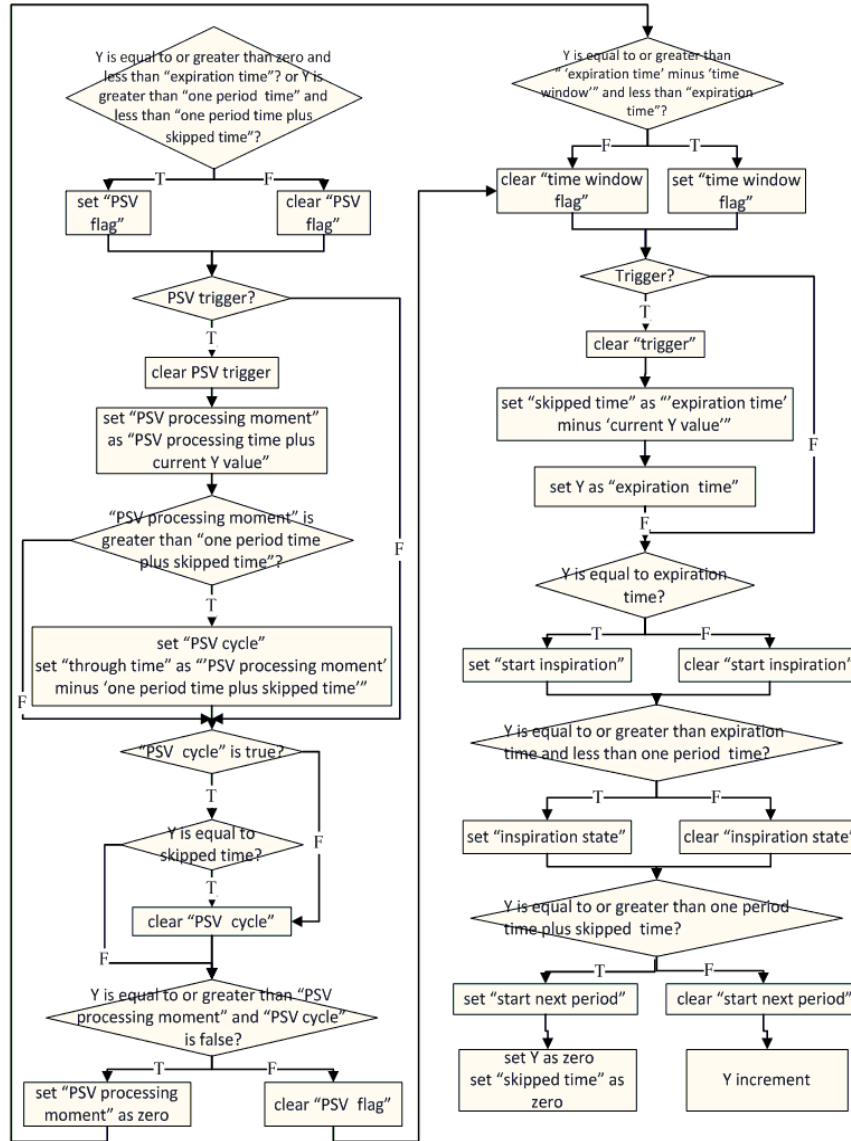 Y is equal to or greater than zero and
less than “expiration time”? or Y is
greater than “one period time” and
less than “one period time plus
skipped time”?
T
F
set “PSV
flag”
clear “PSV
flag”
PSV trigger?
T
clear PSV trigger
set “PSV processing moment”
as “PSV processing time plus
current Y value”
“PSV processing moment” is
greater than “one period time
plus skipped time”?
F
T
set “PSV cycle”
set “through time” as “’PSV processing moment’
minus ‘one period time plus skipped time’”
F
“PSV cycle” is true?
T
Y is equal to
skipped time?
F
T
clear “PSV cycle”
F
Y is equal to or greater than “PSV
processing moment” and “PSV cycle”
is false?
T
F
set “PSV processing
moment” as zero
clear “PSV flag”
Y is equal to or greater than
“ ‘expiration time’ minus ‘time
window’” and less than “expiration
time”?
F
T
clear “time window
flag”
set “time window
flag”
Trigger?
T
clear “trigger”
set “skipped time” as “’expiration time’
minus ‘current Y value’”
F
set Y as “expiration time”
F
Y is equal to expiration
time?
T
F
set “start inspiration”
clear “start inspiration”
Y is equal to or greater than expiration
time and less than one period time?
T
F
set “inspiration state”
clear “inspiration state”
Y is equal to or greater than one period
time plus skipped time?
T
F
set “start next period”
clear “start next period”
set Y as zero
set “skipped time” as
zero
Y increment